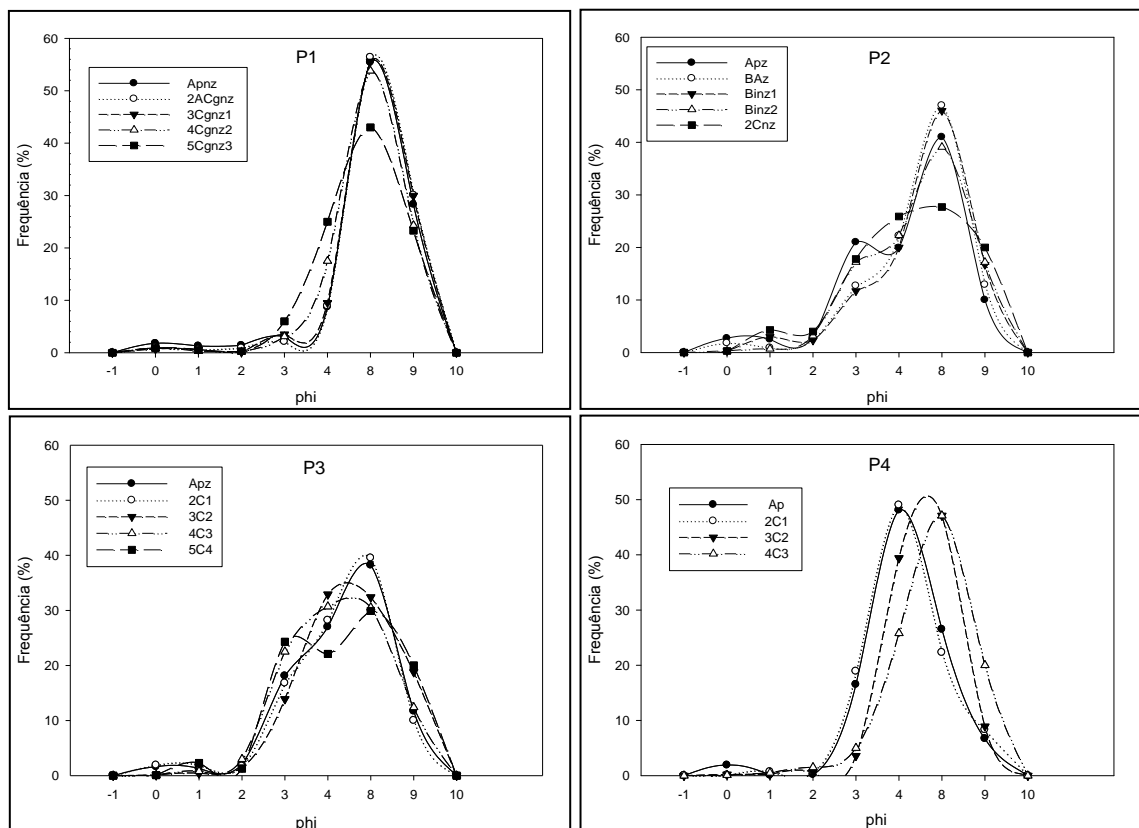 P1
Frequência (%)
60
50
40
30
20
10
0
Apnz
2ACgnz
3Cgnz1
4Cgnz2
5Cgnz3
-1 0 1 2 3 4 8 9 10
phi
P2
Frequência (%)
60
50
40
30
20
10
0
Apz
BAz
Binz1
Binz2
2Cnz
-1 0 1 2 3 4 8 9 10
phi
P3
Frequência (%)
60
50
40
30
20
10
0
Apz
2C1
3C2
4C3
5C4
-1 0 1 2 3 4 8 9 10
phi
P4
Frequência (%)
60
50
40
30
20
10
0
Ap
2C1
3C2
4C3
-1 0 1 2 3 4 8 9 10
phi